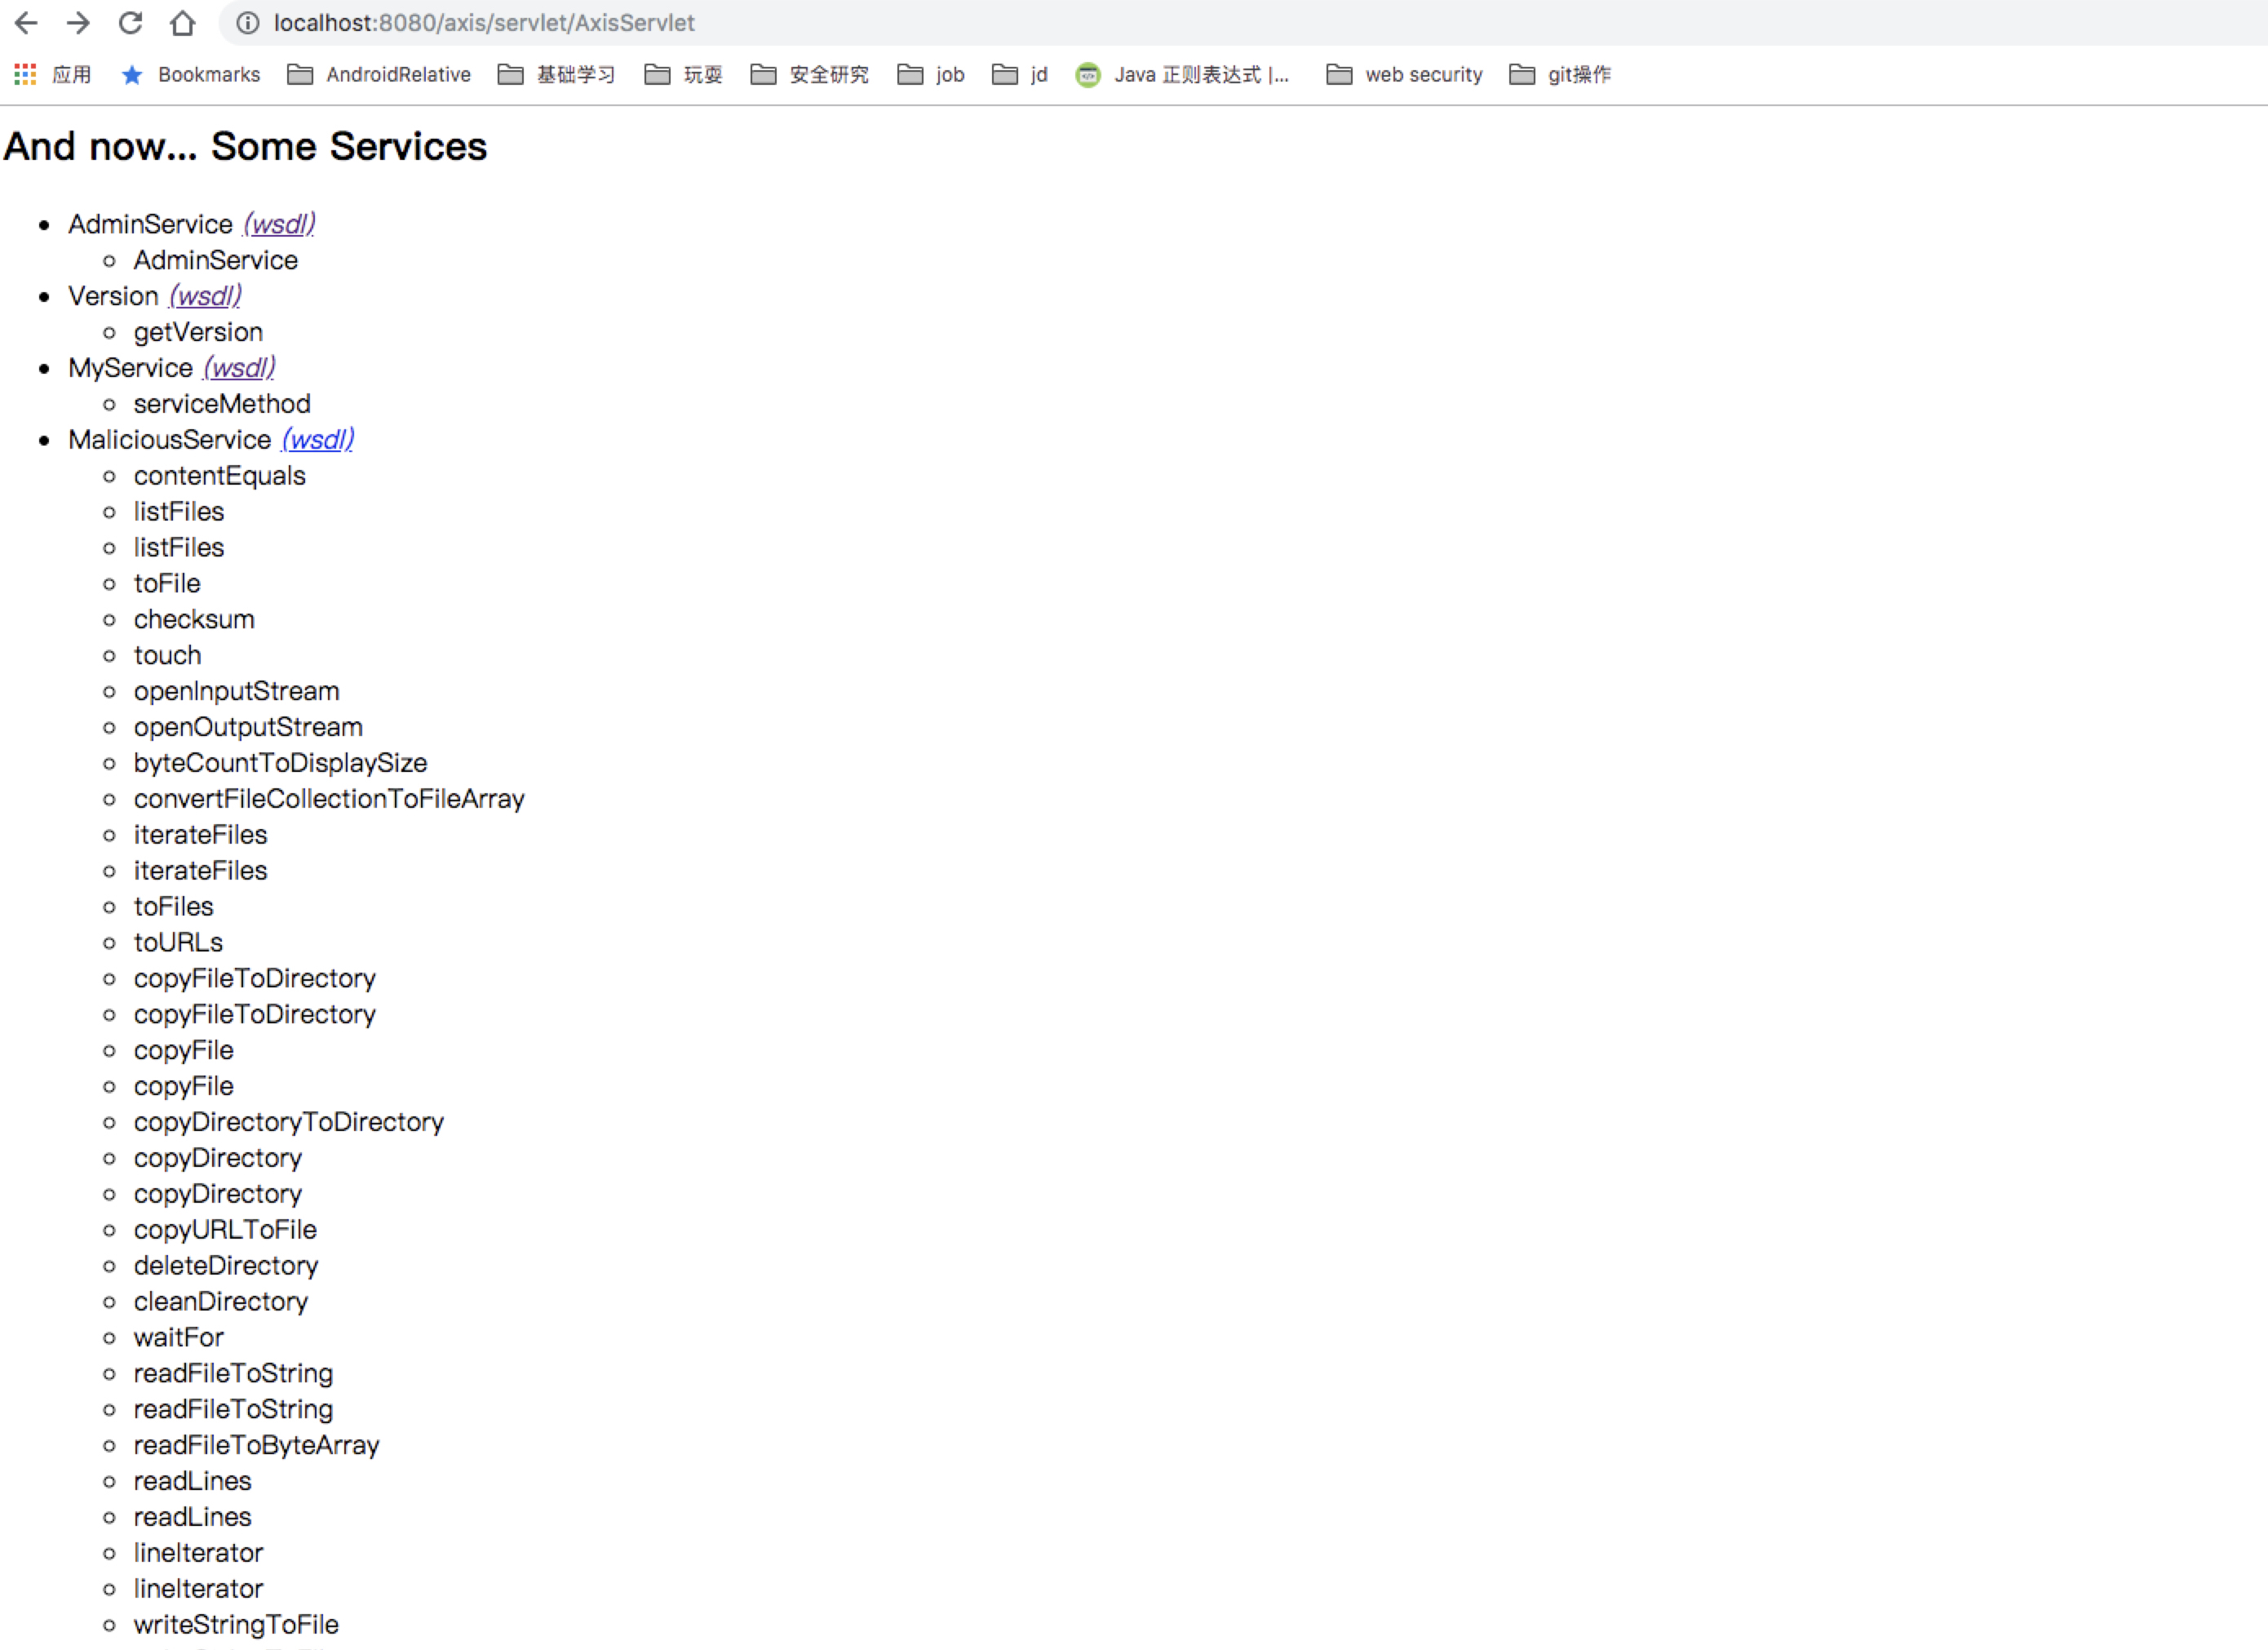 localhost:8080/axis/servlet/AxisServlet
应用 Bookmarks AndroidRelative 基础学习 玩耍 安全研究 job jd Java 正则表达式 |... web security git操作
And now... Some Services
AdminService (wsdl)
AdminService
Version (wsdl)
getVersion
MyService (wsdl)
serviceMethod
MaliciousService (wsdl)
contentEquals
listFiles
listFiles
toFile
checksum
touch
openInputStream
openOutputStream
byteCountToDisplaySize
convertFileCollectionToFileArray
iterateFiles
iterateFiles
toFiles
toURLs
copyFileToDirectory
copyFileToDirectory
copyFile
copyFile
copyDirectoryToDirectory
copyDirectory
copyDirectory
copyURLToFile
deleteDirectory
cleanDirectory
waitFor
readFileToString
readFileToString
readFileToByteArray
readLines
readLines
lineIterator
lineIterator
writeStringToFile